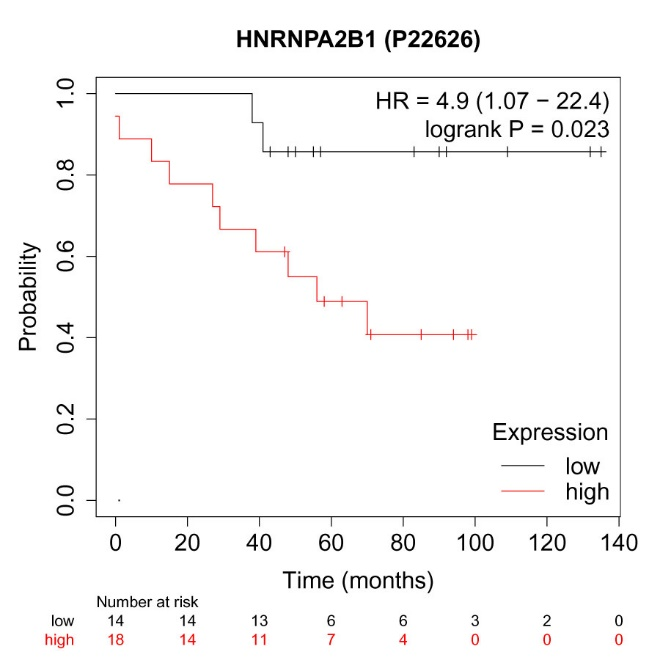 HNRNPA2B1 (P22626)
HR = 4.9 (1.07 − 22.4)
logrank P = 0.023
1.0
0.8
0.6
0.4
0.2
0.0
Probability
Expression
low
high
0 20 40 60 80 100 120 140
Time (months)
Number at risk
low 14 14 13 6 6 3 2 0
high 18 14 11 7 4 0 0 0